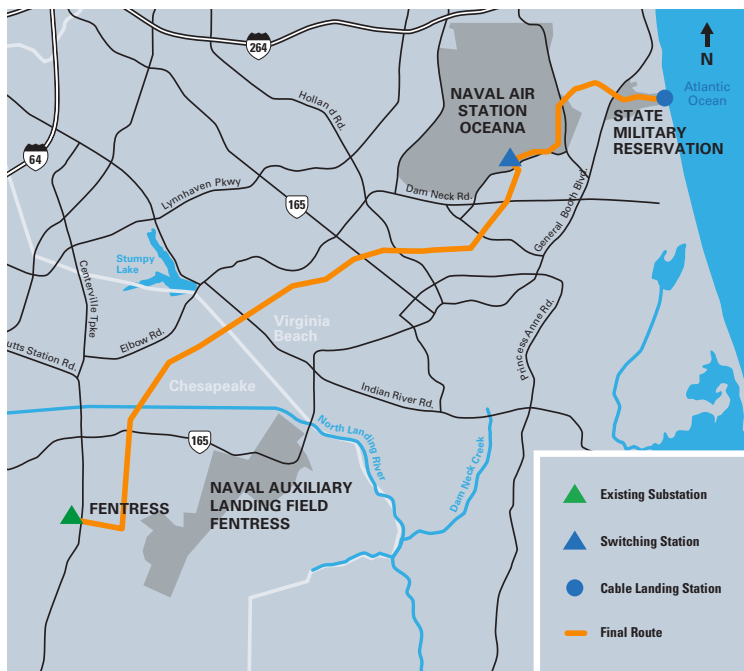 264
N
Atlantic
Ocean
NAVAL AIR
STATION
OCEANA
Holland Rd.
STATE
MILITARY
RESERVATION
64
Lynnhaven Pkwy
165
Dam Neck Rd.
General Booth Blvd.
Stumpy
Lake
Centerville Tpke
Elbow Rd.
Virginia
Beach
Princess Anne Rd.
utts Station Rd.
Chesapeake
Indian River Rd.
165
North Landing
River
Dam Neck Creek
FENTRESS
NAVAL AUXILIARY
LANDING FIELD
FENTRESS
Existing Substation
Switching Station
Cable Landing Station
Final Route